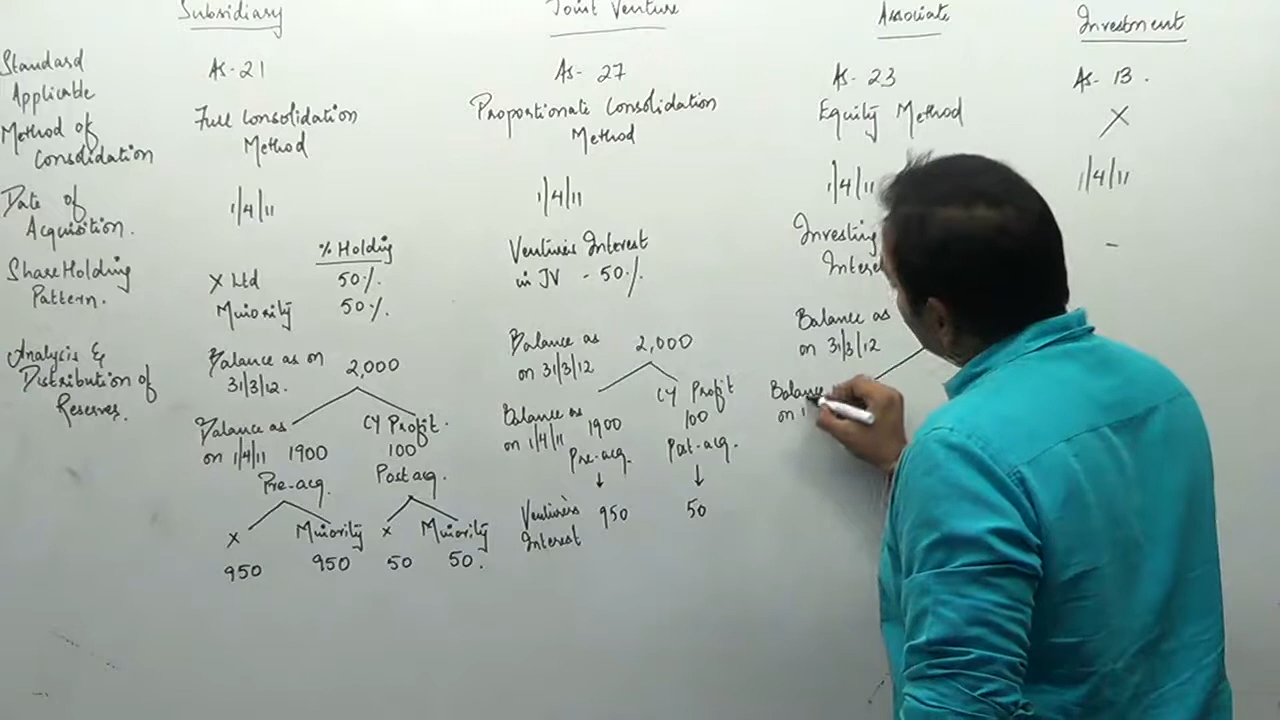 Subsidiary
Joint Venture
Associate
Investment
Standard
Applicable
AS-21
AS- 27
AS- 23
AS- 13.
Method of
Consolidation
Full Consolidation
Method
Proportionate Consolidation
Method
Equity Method
X
Date of
Acquisition.
1/4/11
1/4/11
1/4/11
1/4/11
ShareHolding
Pattern.
% Holding
X Ltd 50%.
Minority 50%.
Venturer's Interest
in JV - 50%.
Investing
-
Analysis &
Distribution of
Reserves.
Balance as on
31/3/12.
2,000
Balance as
on 1/4/11 1900
Pre-acq.
CY Profit.
100
Post acq.
X Minority
950 950
X Minority
50 50.
Balance as
on 31/3/12
2,000
Balance as
on 1/4/11 1900
Pre-acq.
CY Profit
100
Post-acq.
Venturer's
Interest
950 50
Balance as
on 31/3/12
Balance
on 1